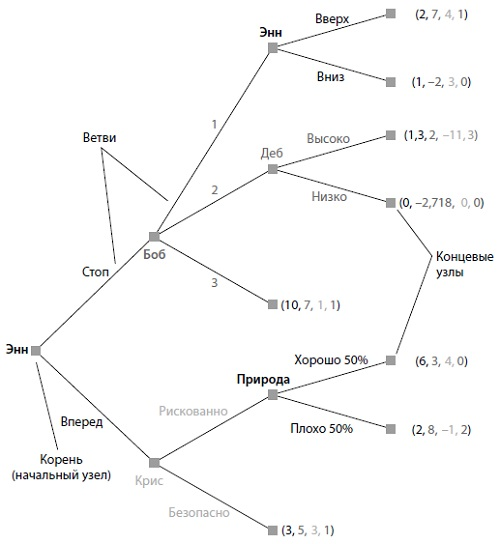 Энн
Вверх
(2, 7, 4, 1)
Вниз
(1, –2, 3, 0)
1
Ветви
Деб
Высоко
(1,3, 2, –11, 3)
2
Низко
(0, –2,718, 0, 0)
Боб
Концевые
узлы
Стоп
3
(10, 7, 1, 1)
Энн
Хорошо 50%
(6, 3, 4, 0)
Природа
Вперед
Рискованно
Плохо 50%
(2, 8, –1, 2)
Корень
(начальный узел)
Крис
Безопасно
(3, 5, 3, 1)